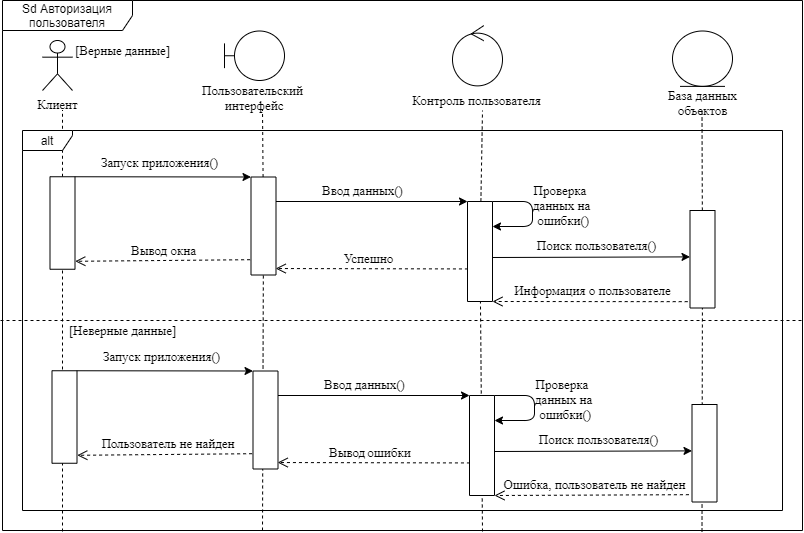 Sd Авторизация
пользователя
[Верные данные]
Клиент
Пользовательский
интерфейс
Контроль пользователя
База данных
объектов
alt
Запуск приложения()
Ввод данных()
Проверка
данных на
ошибки()
Поиск пользователя()
Вывод окна
Успешно
Информация о пользователе
[Неверные данные]
Запуск приложения()
Ввод данных()
Проверка
данных на
ошибки()
Поиск пользователя()
Пользователь не найден
Вывод ошибки
Ошибка, пользователь не найден